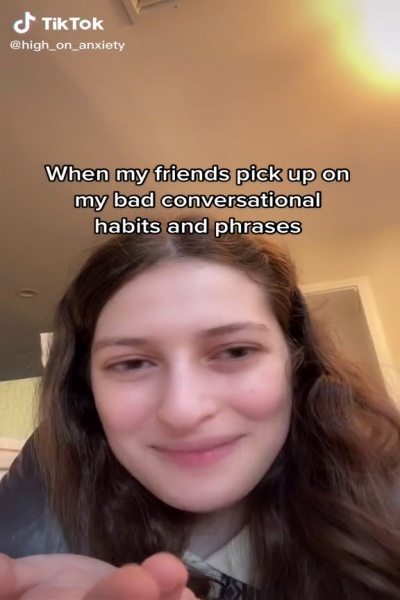 TikTok
@high_on_anxiety
When my friends pick up on
my bad conversational
habits and phrases